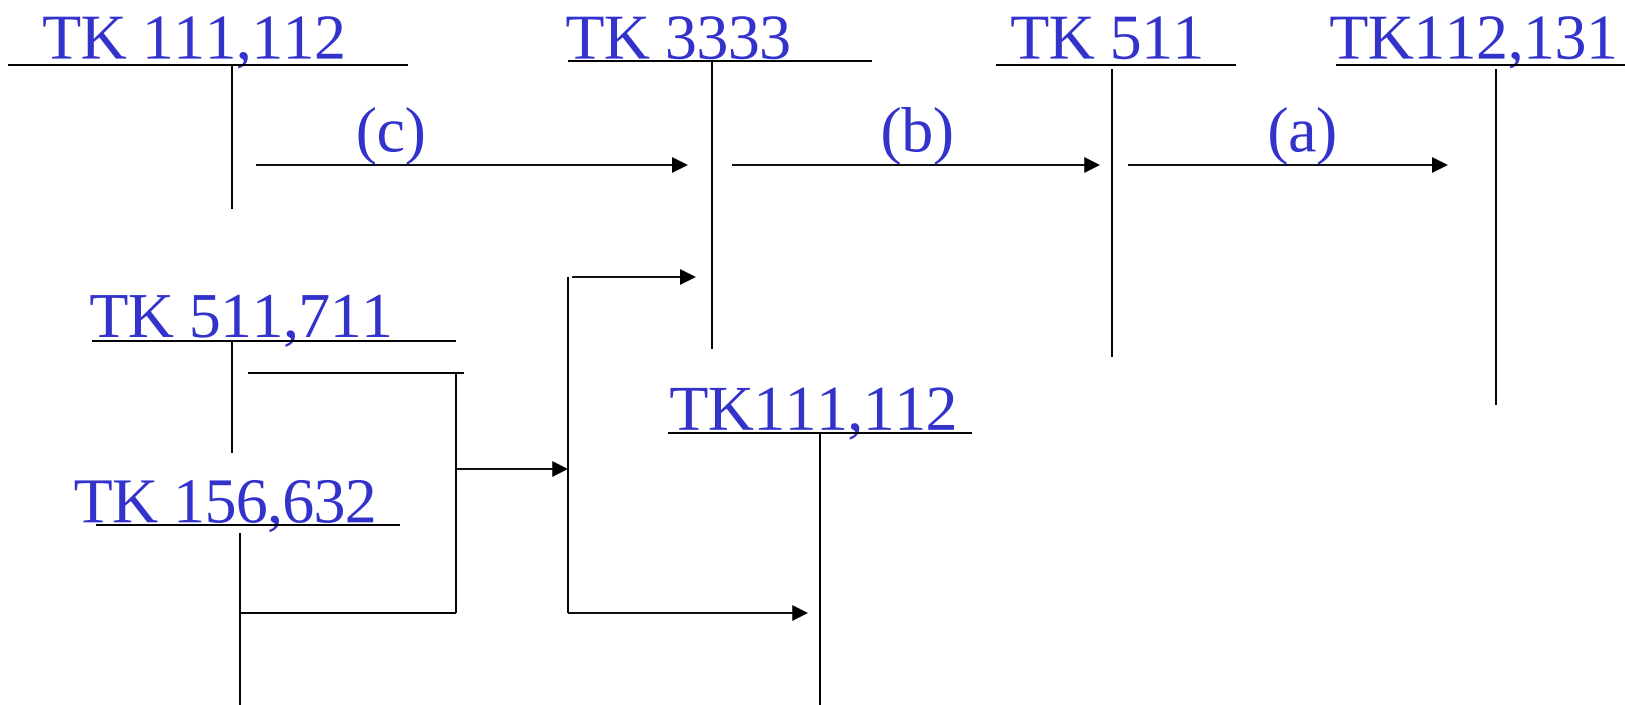 TK 111,112
TK 3333
TK 511
TK112,131
(c)
(b)
(a)
TK 511,711
TK111,112
TK 156,632